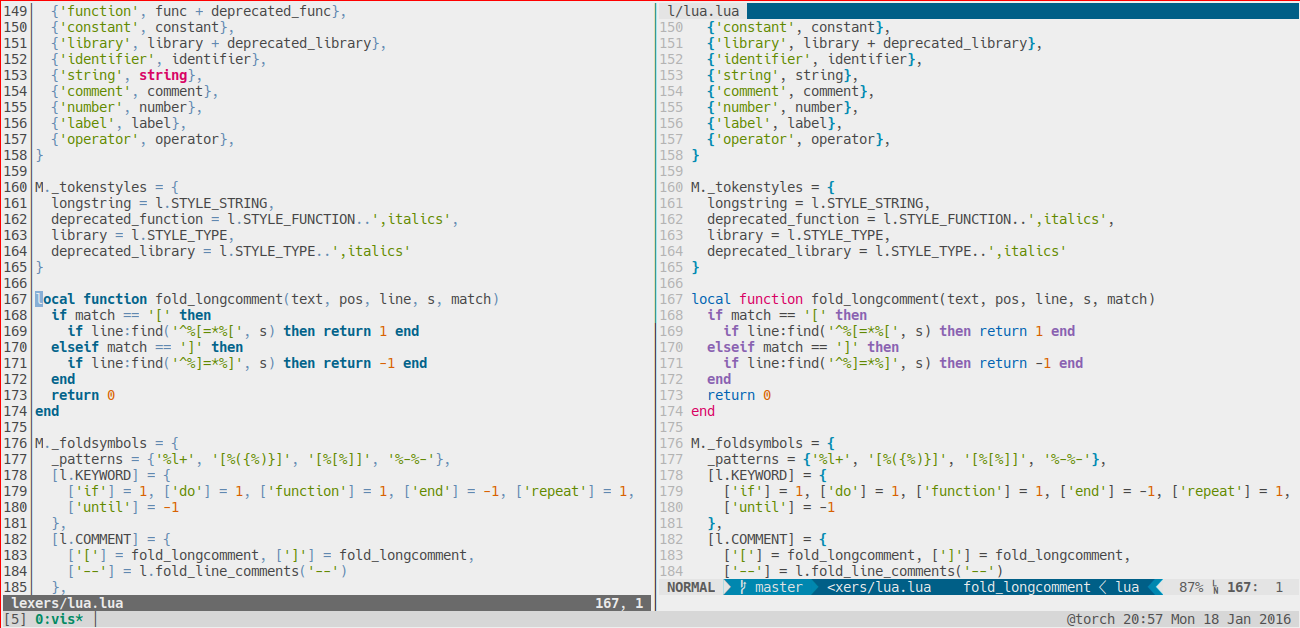 149  {'function', func + deprecated_func},
150  {'constant', constant},
151  {'library', library + deprecated_library},
152  {'identifier', identifier},
153  {'string', string},
154  {'comment', comment},
155  {'number', number},
156  {'label', label},
157  {'operator', operator},
158 }
159
160 M._tokenstyles = {
161  longstring = l.STYLE_STRING,
162  deprecated_function = l.STYLE_FUNCTION..',italics',
163  library = l.STYLE_TYPE,
164  deprecated_library = l.STYLE_TYPE..',italics'
165 }
166
167 local function fold_longcomment(text, pos, line, s, match)
168  if match == '[' then
169    if line:find('^%[=*%[', s) then return 1 end
170  elseif match == ']' then
171    if line:find('^%]=*%]', s) then return -1 end
172  end
173  return 0
174 end
175
176 M._foldsymbols = {
177  _patterns = {'%l+', '[%({%)}]', '[%[%]]', '%-%-'},
178  [l.KEYWORD] = {
179    ['if'] = 1, ['do'] = 1, ['function'] = 1, ['end'] = -1, ['repeat'] = 1,
180    ['until'] = -1
181  },
182  [l.COMMENT] = {
183    ['['] = fold_longcomment, [']'] = fold_longcomment,
184    ['--'] = l.fold_line_comments('--')
185  },
lexers/lua.lua 167, 1
l/lua.lua
150  {'constant', constant},
151  {'library', library + deprecated_library},
152  {'identifier', identifier},
153  {'string', string},
154  {'comment', comment},
155  {'number', number},
156  {'label', label},
157  {'operator', operator},
158 }
159
160 M._tokenstyles = {
161  longstring = l.STYLE_STRING,
162  deprecated_function = l.STYLE_FUNCTION..',italics',
163  library = l.STYLE_TYPE,
164  deprecated_library = l.STYLE_TYPE..',italics'
165 }
166
167 local function fold_longcomment(text, pos, line, s, match)
168  if match == '[' then
169    if line:find('^%[=*%[', s) then return 1 end
170  elseif match == ']' then
171    if line:find('^%]=*%]', s) then return -1 end
172  end
173  return 0
174 end
175
176 M._foldsymbols = {
177  _patterns = {'%l+', '[%({%)}]', '[%[%]]', '%-%-'},
178  [l.KEYWORD] = {
179    ['if'] = 1, ['do'] = 1, ['function'] = 1, ['end'] = -1, ['repeat'] = 1,
180    ['until'] = -1
181  },
182  [l.COMMENT] = {
183    ['['] = fold_longcomment, [']'] = fold_longcomment,
184    ['--'] = l.fold_line_comments('--')
NORMAL master <xers/lua.lua fold_longcomment < lua 87% LN 167: 1
[5] 0:vis* @torch 20:57 Mon 18 Jan 2016